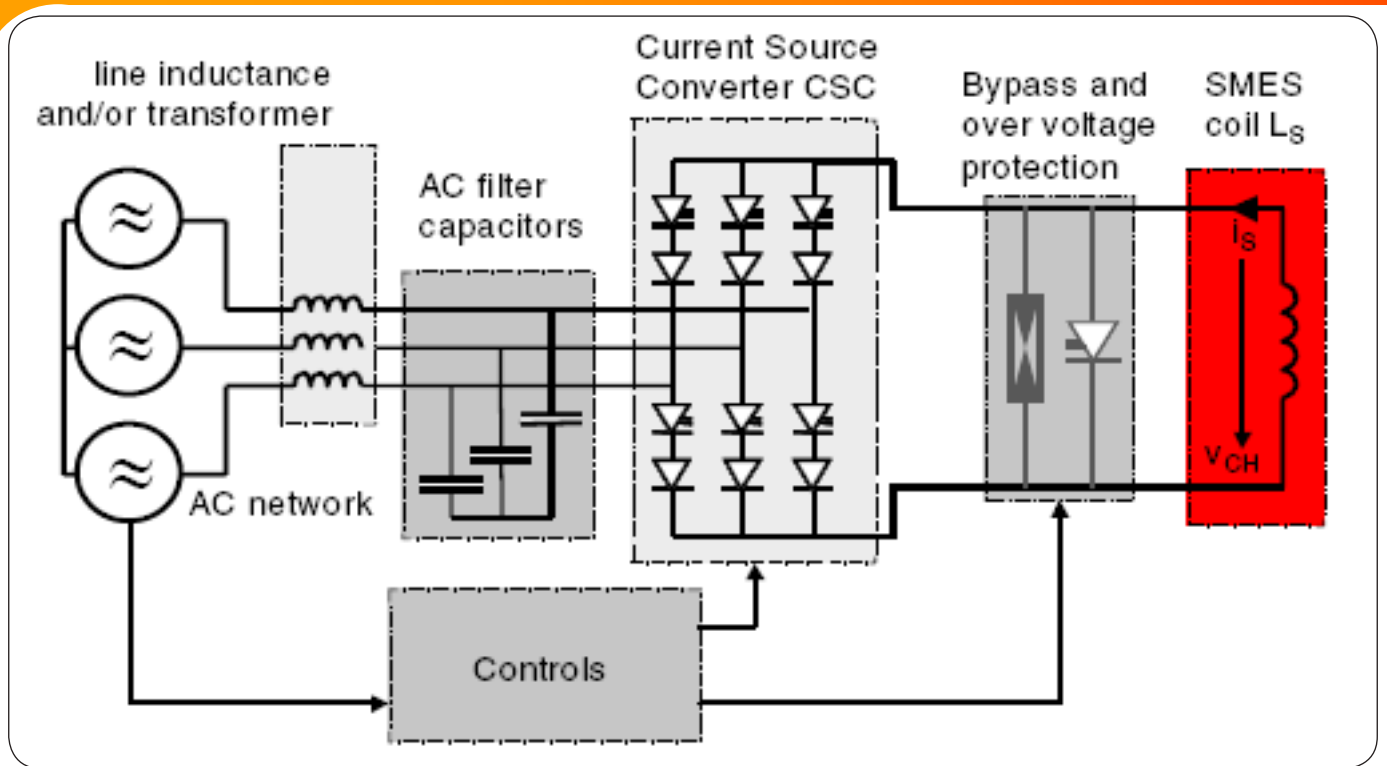 line inductance
and/or transformer
AC filter
capacitors
Current Source
Converter CSC
Bypass and
over voltage
protection
SMES
coil LS
iS
vCH
AC network
Controls
≈
≈
≈